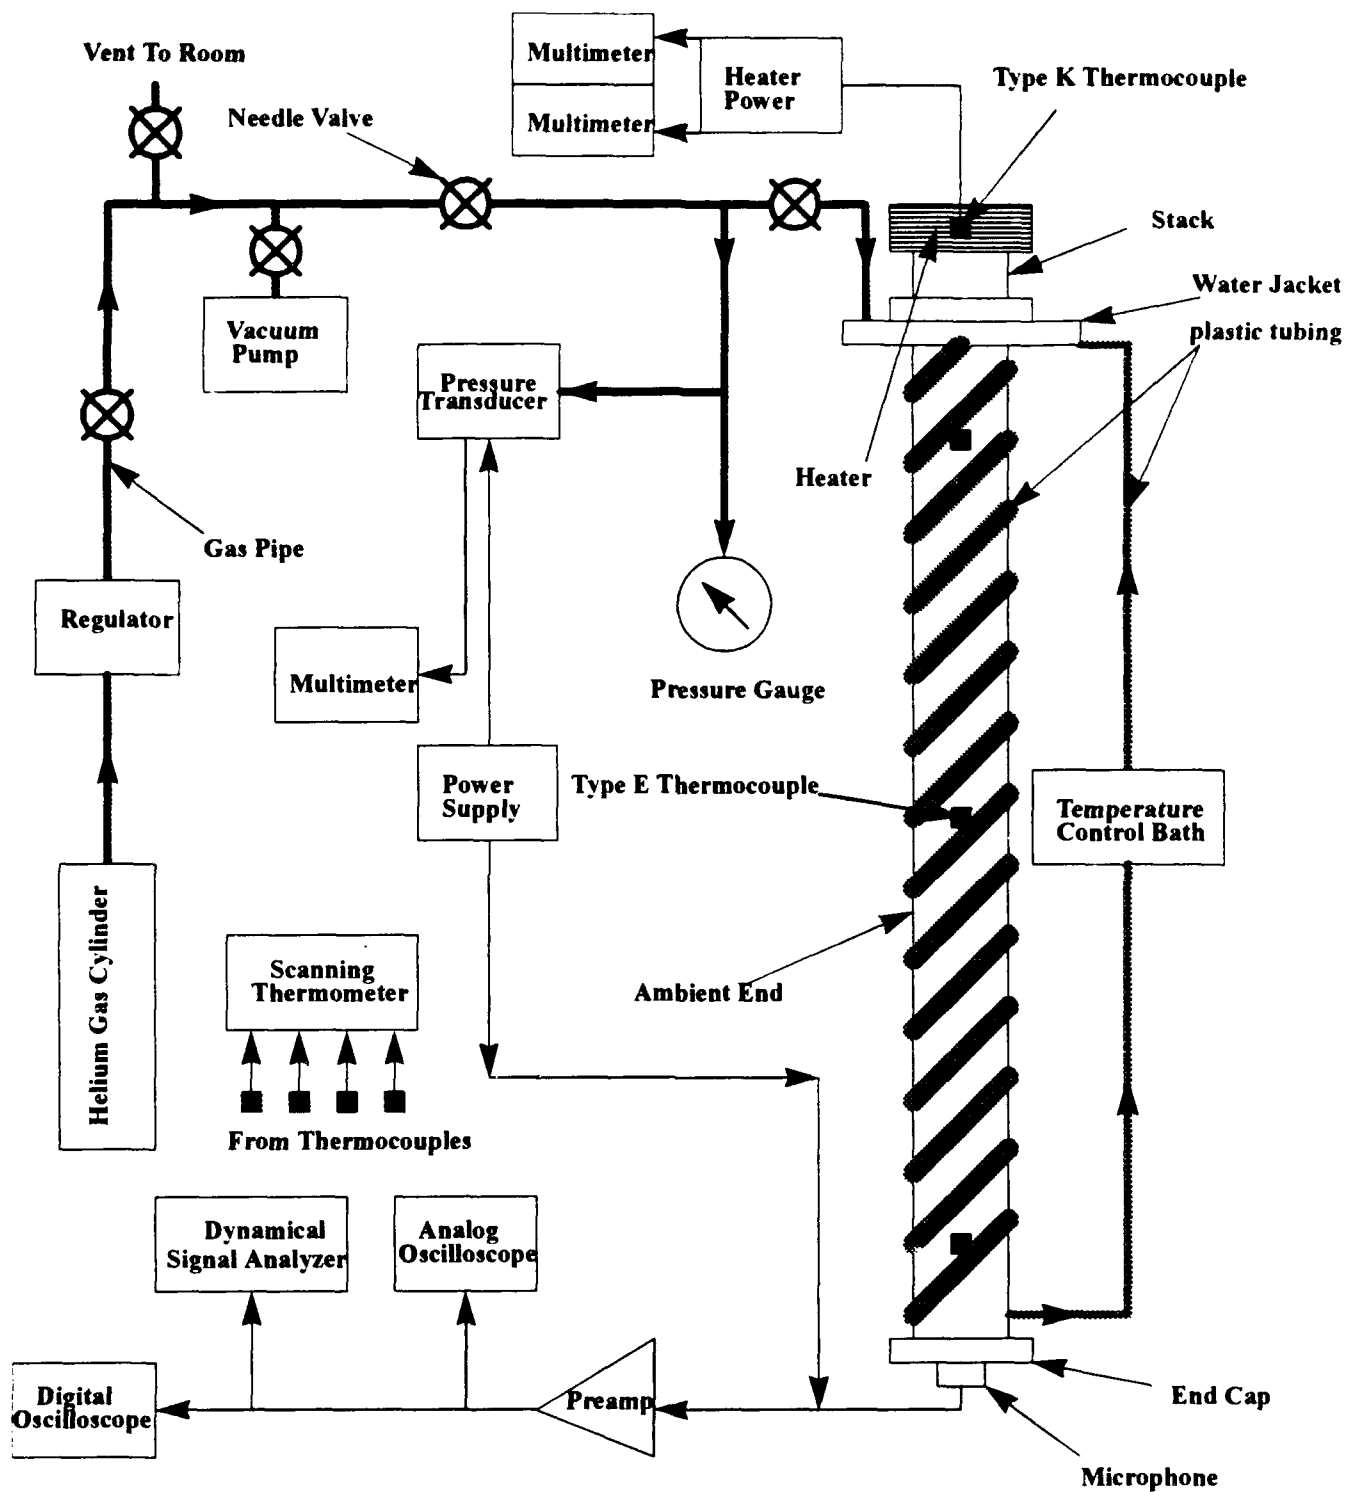 Vent To Room
Needle Valve
Multimeter
Multimeter
Heater
Power
Type K Thermocouple
Stack
Water Jacket
plastic tubing
Vacuum
Pump
Pressure
Transducer
Heater
Gas Pipe
Regulator
Multimeter
Pressure Gauge
Power
Supply
Type E Thermocouple
Temperature
Control Bath
Helium Gas Cylinder
Scanning
Thermometer
Ambient End
From Thermocouples
Dynamical
Signal Analyzer
Analog
Oscilloscope
Digital
Oscilloscope
Preamp
End Cap
Microphone